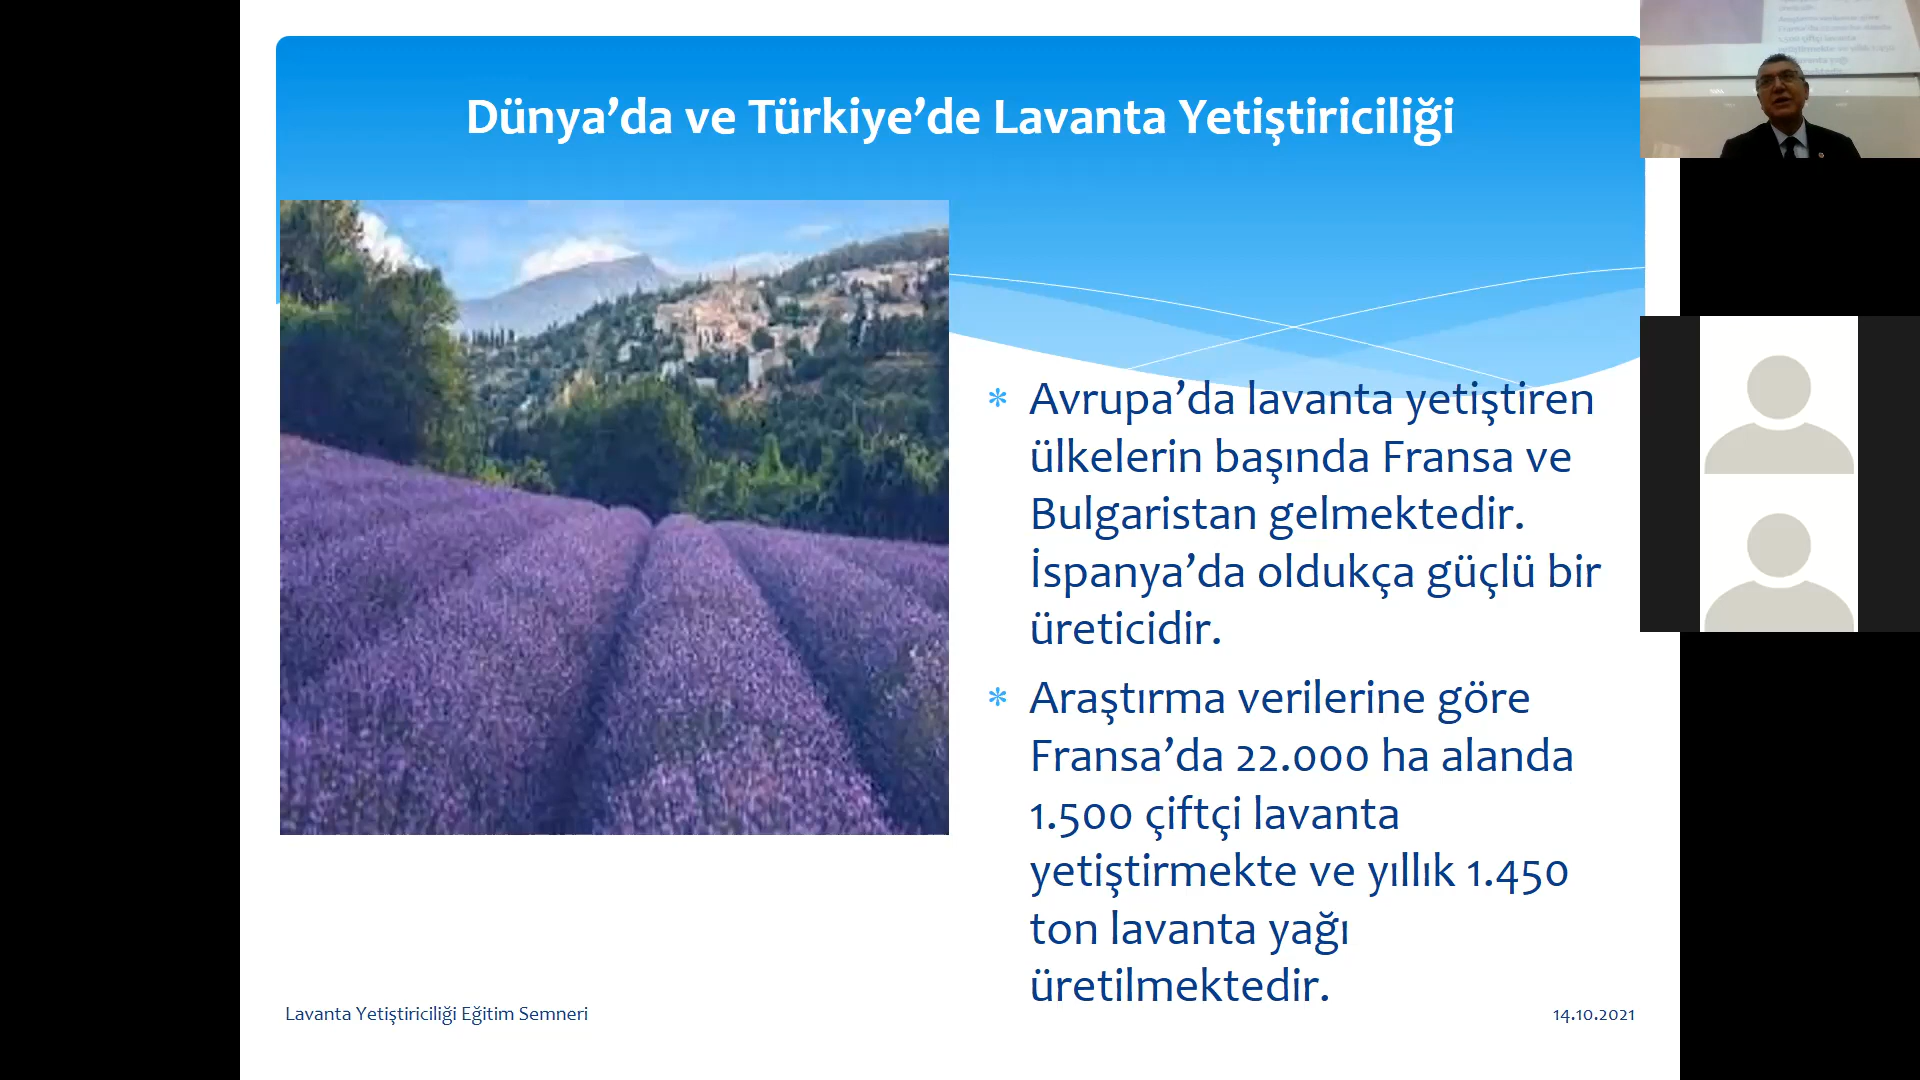 Dünya’da ve Türkiye’de Lavanta Yetiştiriciliği
Avrupa’da lavanta yetiştiren
ülkelerin başında Fransa ve
Bulgaristan gelmektedir.
İspanya’da oldukça güçlü bir
üreticidir.
Araştırma verilerine göre
Fransa’da 22.000 ha alanda
1.500 çiftçi lavanta
yetiştirmekte ve yıllık 1.450
ton lavanta yağı
üretilmektedir.
Lavanta Yetiştiriciliği Eğitim Semneri
14.10.2021